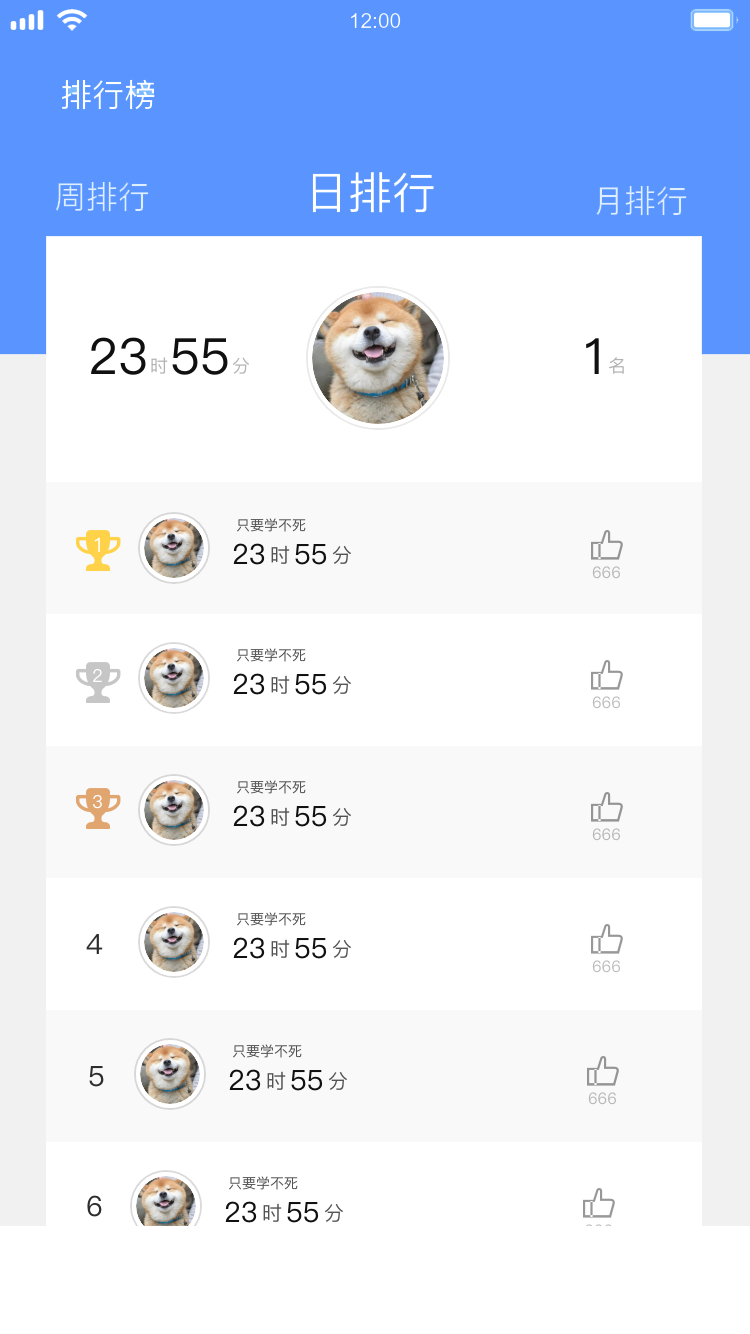 12:00
排行榜
周排行 日排行 月排行
23时55分 1名
1 只要学不死
23时55分
666
2 只要学不死
23时55分
666
3 只要学不死
23时55分
666
4 只要学不死
23时55分
666
5 只要学不死
23时55分
666
6 只要学不死
23时55分